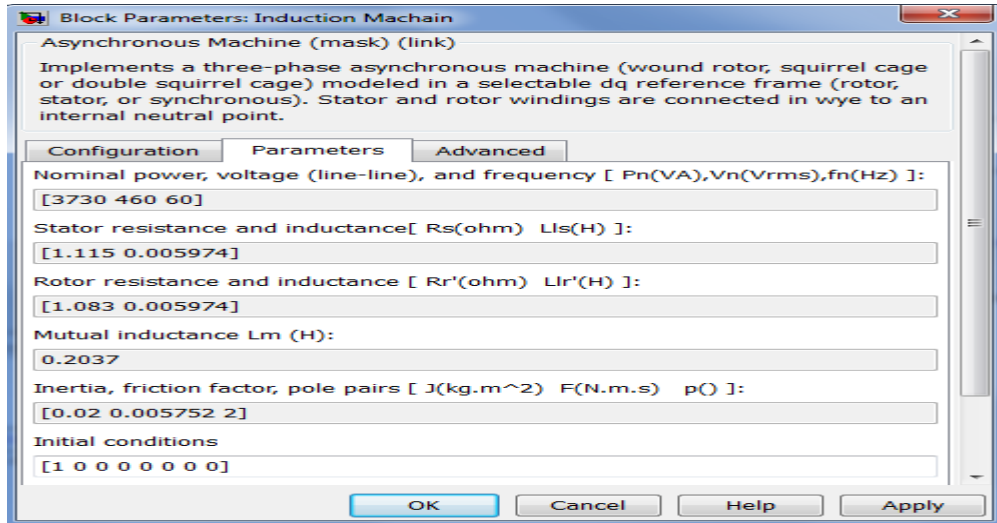 Block Parameters: Induction Machain
Asynchronous Machine (mask) (link)
Implements a three-phase asynchronous machine (wound rotor, squirrel cage
or double squirrel cage) modeled in a selectable dq reference frame (rotor,
stator, or synchronous). Stator and rotor windings are connected in wye to an
internal neutral point.
Configuration Parameters Advanced
Nominal power, voltage (line-line), and frequency [ Pn(VA),Vn(Vrms),fn(Hz) ]:
[3730 460 60]
Stator resistance and inductance[ Rs(ohm) Lls(H) ]:
[1.115 0.005974]
Rotor resistance and inductance [ Rr'(ohm) Llr'(H) ]:
[1.083 0.005974]
Mutual inductance Lm (H):
0.2037
Inertia, friction factor, pole pairs [ J(kg.m^2) F(N.m.s) p() ]:
[0.02 0.005752 2]
Initial conditions
[1 0 0 0 0 0 0 0]
OK Cancel Help Apply